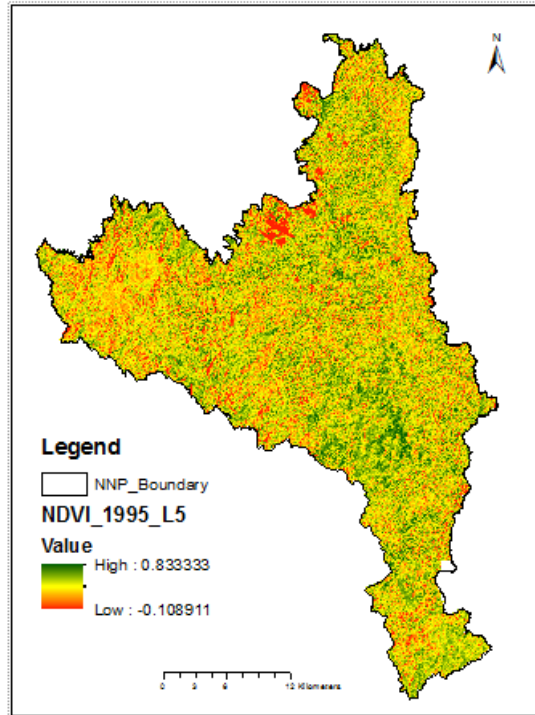 N
Legend
NNP_Boundary
NDVI_1995_L5
Value
High : 0.833333
Low : -0.108911
0 3 6 12 Kilometers